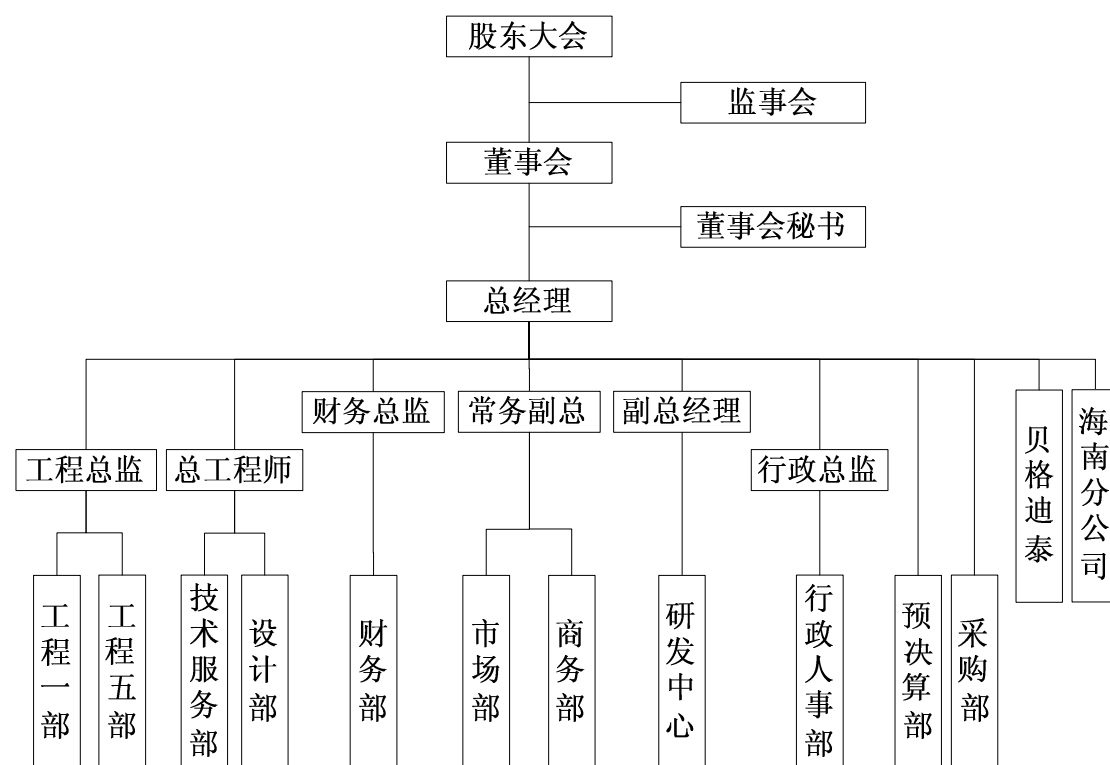 股东大会
监事会
董事会
董事会秘书
总经理
财务总监
常务副总
副总经理
工程总监
总工程师
行政总监
贝格迪泰
海南分公司
工程一部
工程五部
技术服务部
设计部
财务部
市场部
商务部
研发中心
行政人事部
预决算部
采购部